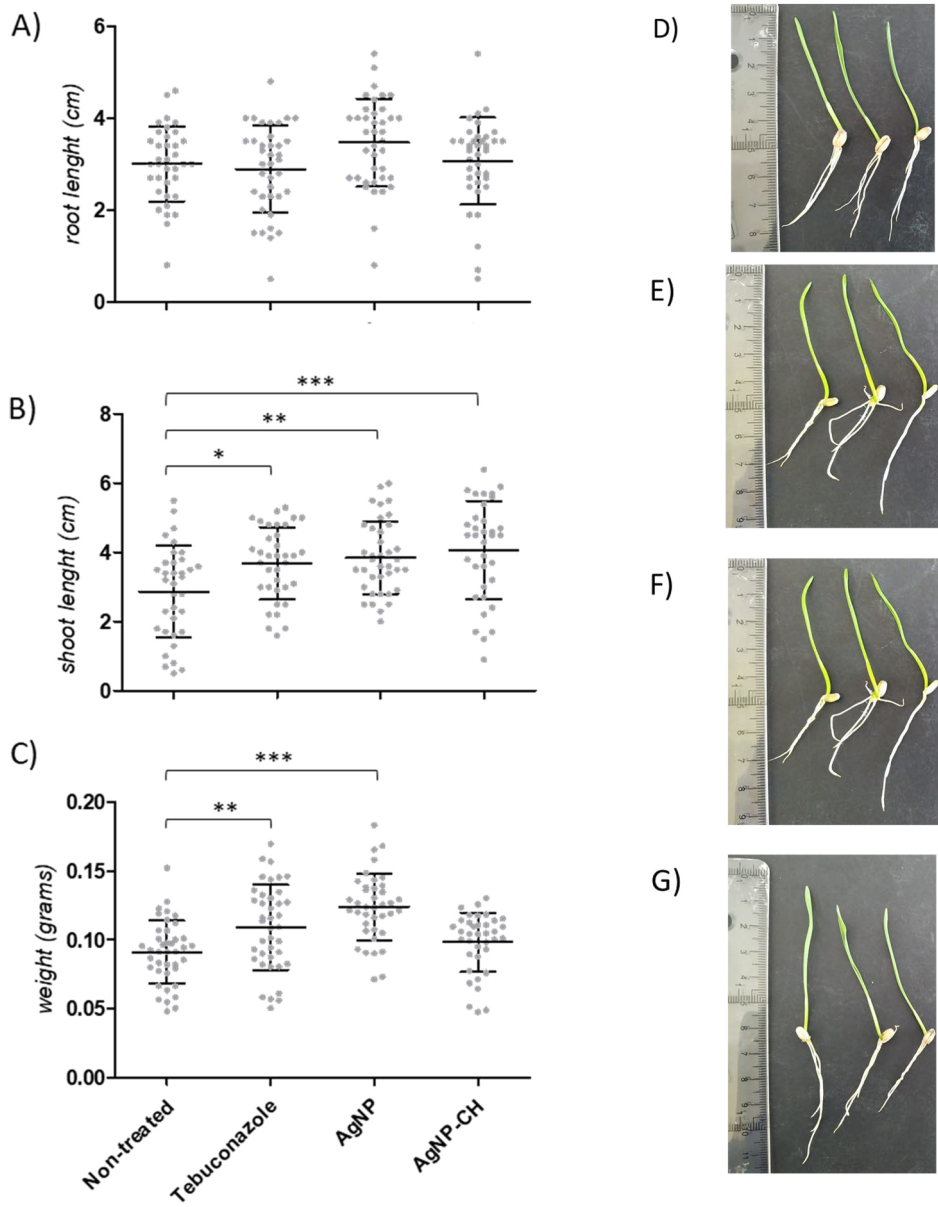 A)
root lenght (cm)
6
4
2
0
B)
shoot lenght (cm)
8
6
4
2
0
***
**
*
C)
weight (grams)
0.20
0.15
0.10
0.05
0.00
***
**
Non-treated
Tebuconazole
AgNP
AgNP-CH
D)
E)
F)
G)